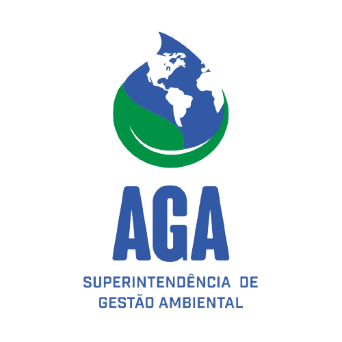 AGA
SUPERINTENDÊNCIA DE
GESTÃO AMBIENTAL